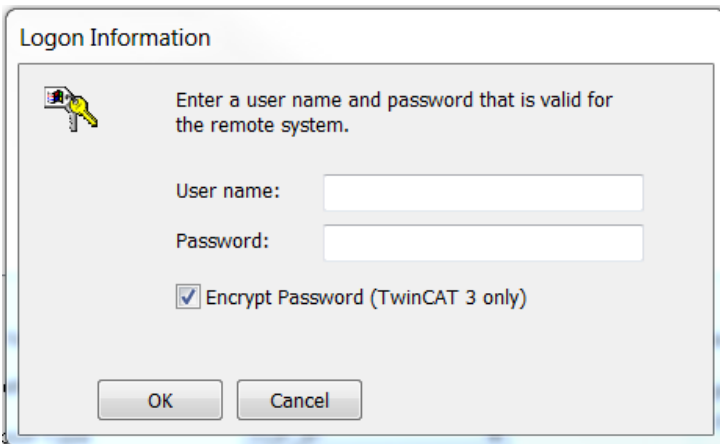 Logon Information
Enter a user name and password that is valid for
the remote system.
User name:
Password:
Encrypt Password (TwinCAT 3 only)
OK Cancel